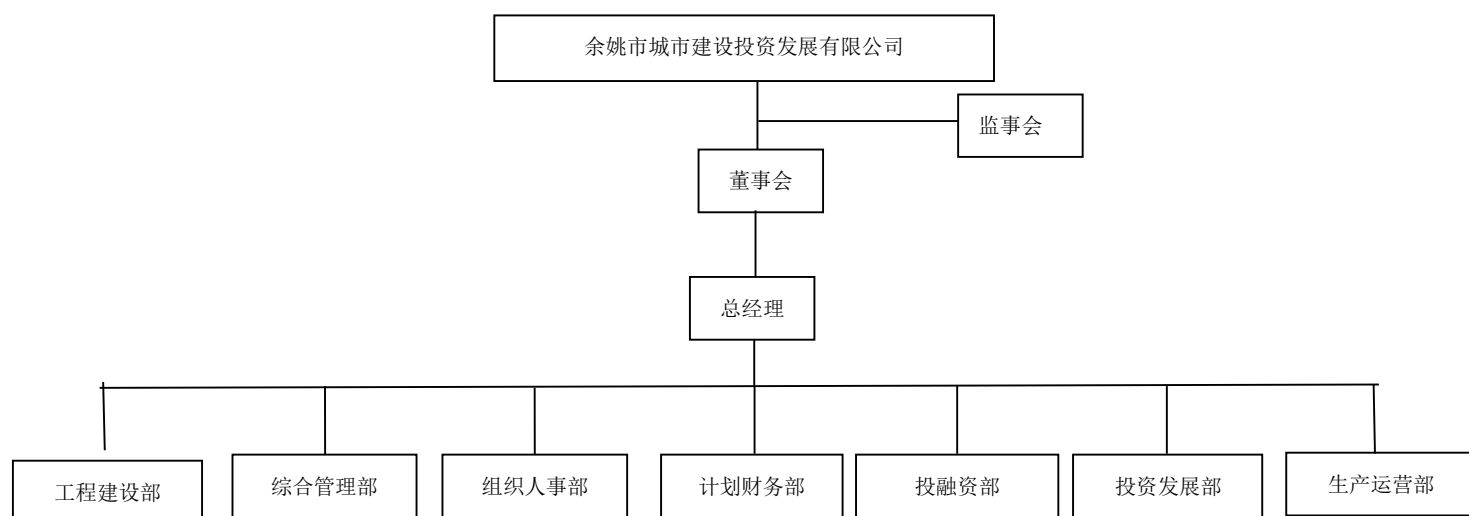 余姚市城市建设投资发展有限公司
监事会
董事会
总经理
工程建设部
综合管理部
组织人事部
计划财务部
投融资部
投资发展部
生产运营部